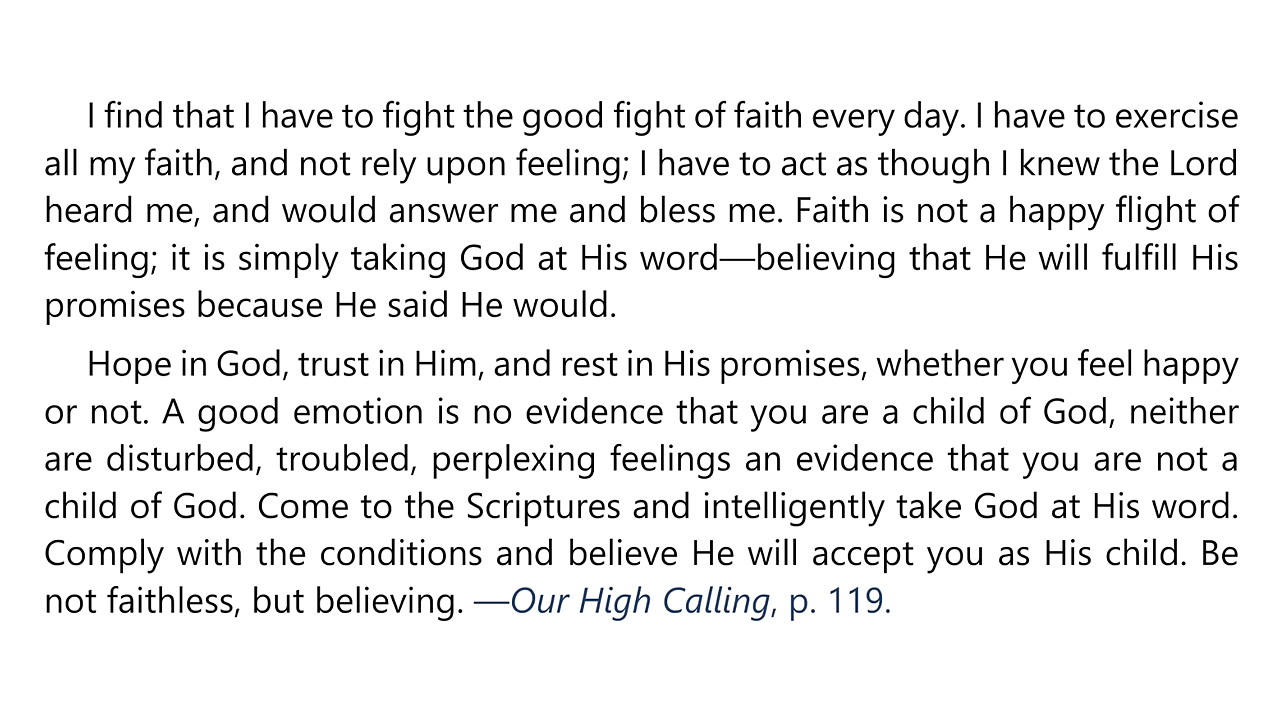 I find that I have to fight the good fight of faith every day. I have to exercise
all my faith, and not rely upon feeling; I have to act as though I knew the Lord
heard me, and would answer me and bless me. Faith is not a happy flight of
feeling; it is simply taking God at His word—believing that He will fulfill His
promises because He said He would.
Hope in God, trust in Him, and rest in His promises, whether you feel happy
or not. A good emotion is no evidence that you are a child of God, neither
are disturbed, troubled, perplexing feelings an evidence that you are not a
child of God. Come to the Scriptures and intelligently take God at His word.
Comply with the conditions and believe He will accept you as His child. Be
not faithless, but believing. —Our High Calling, p. 119.